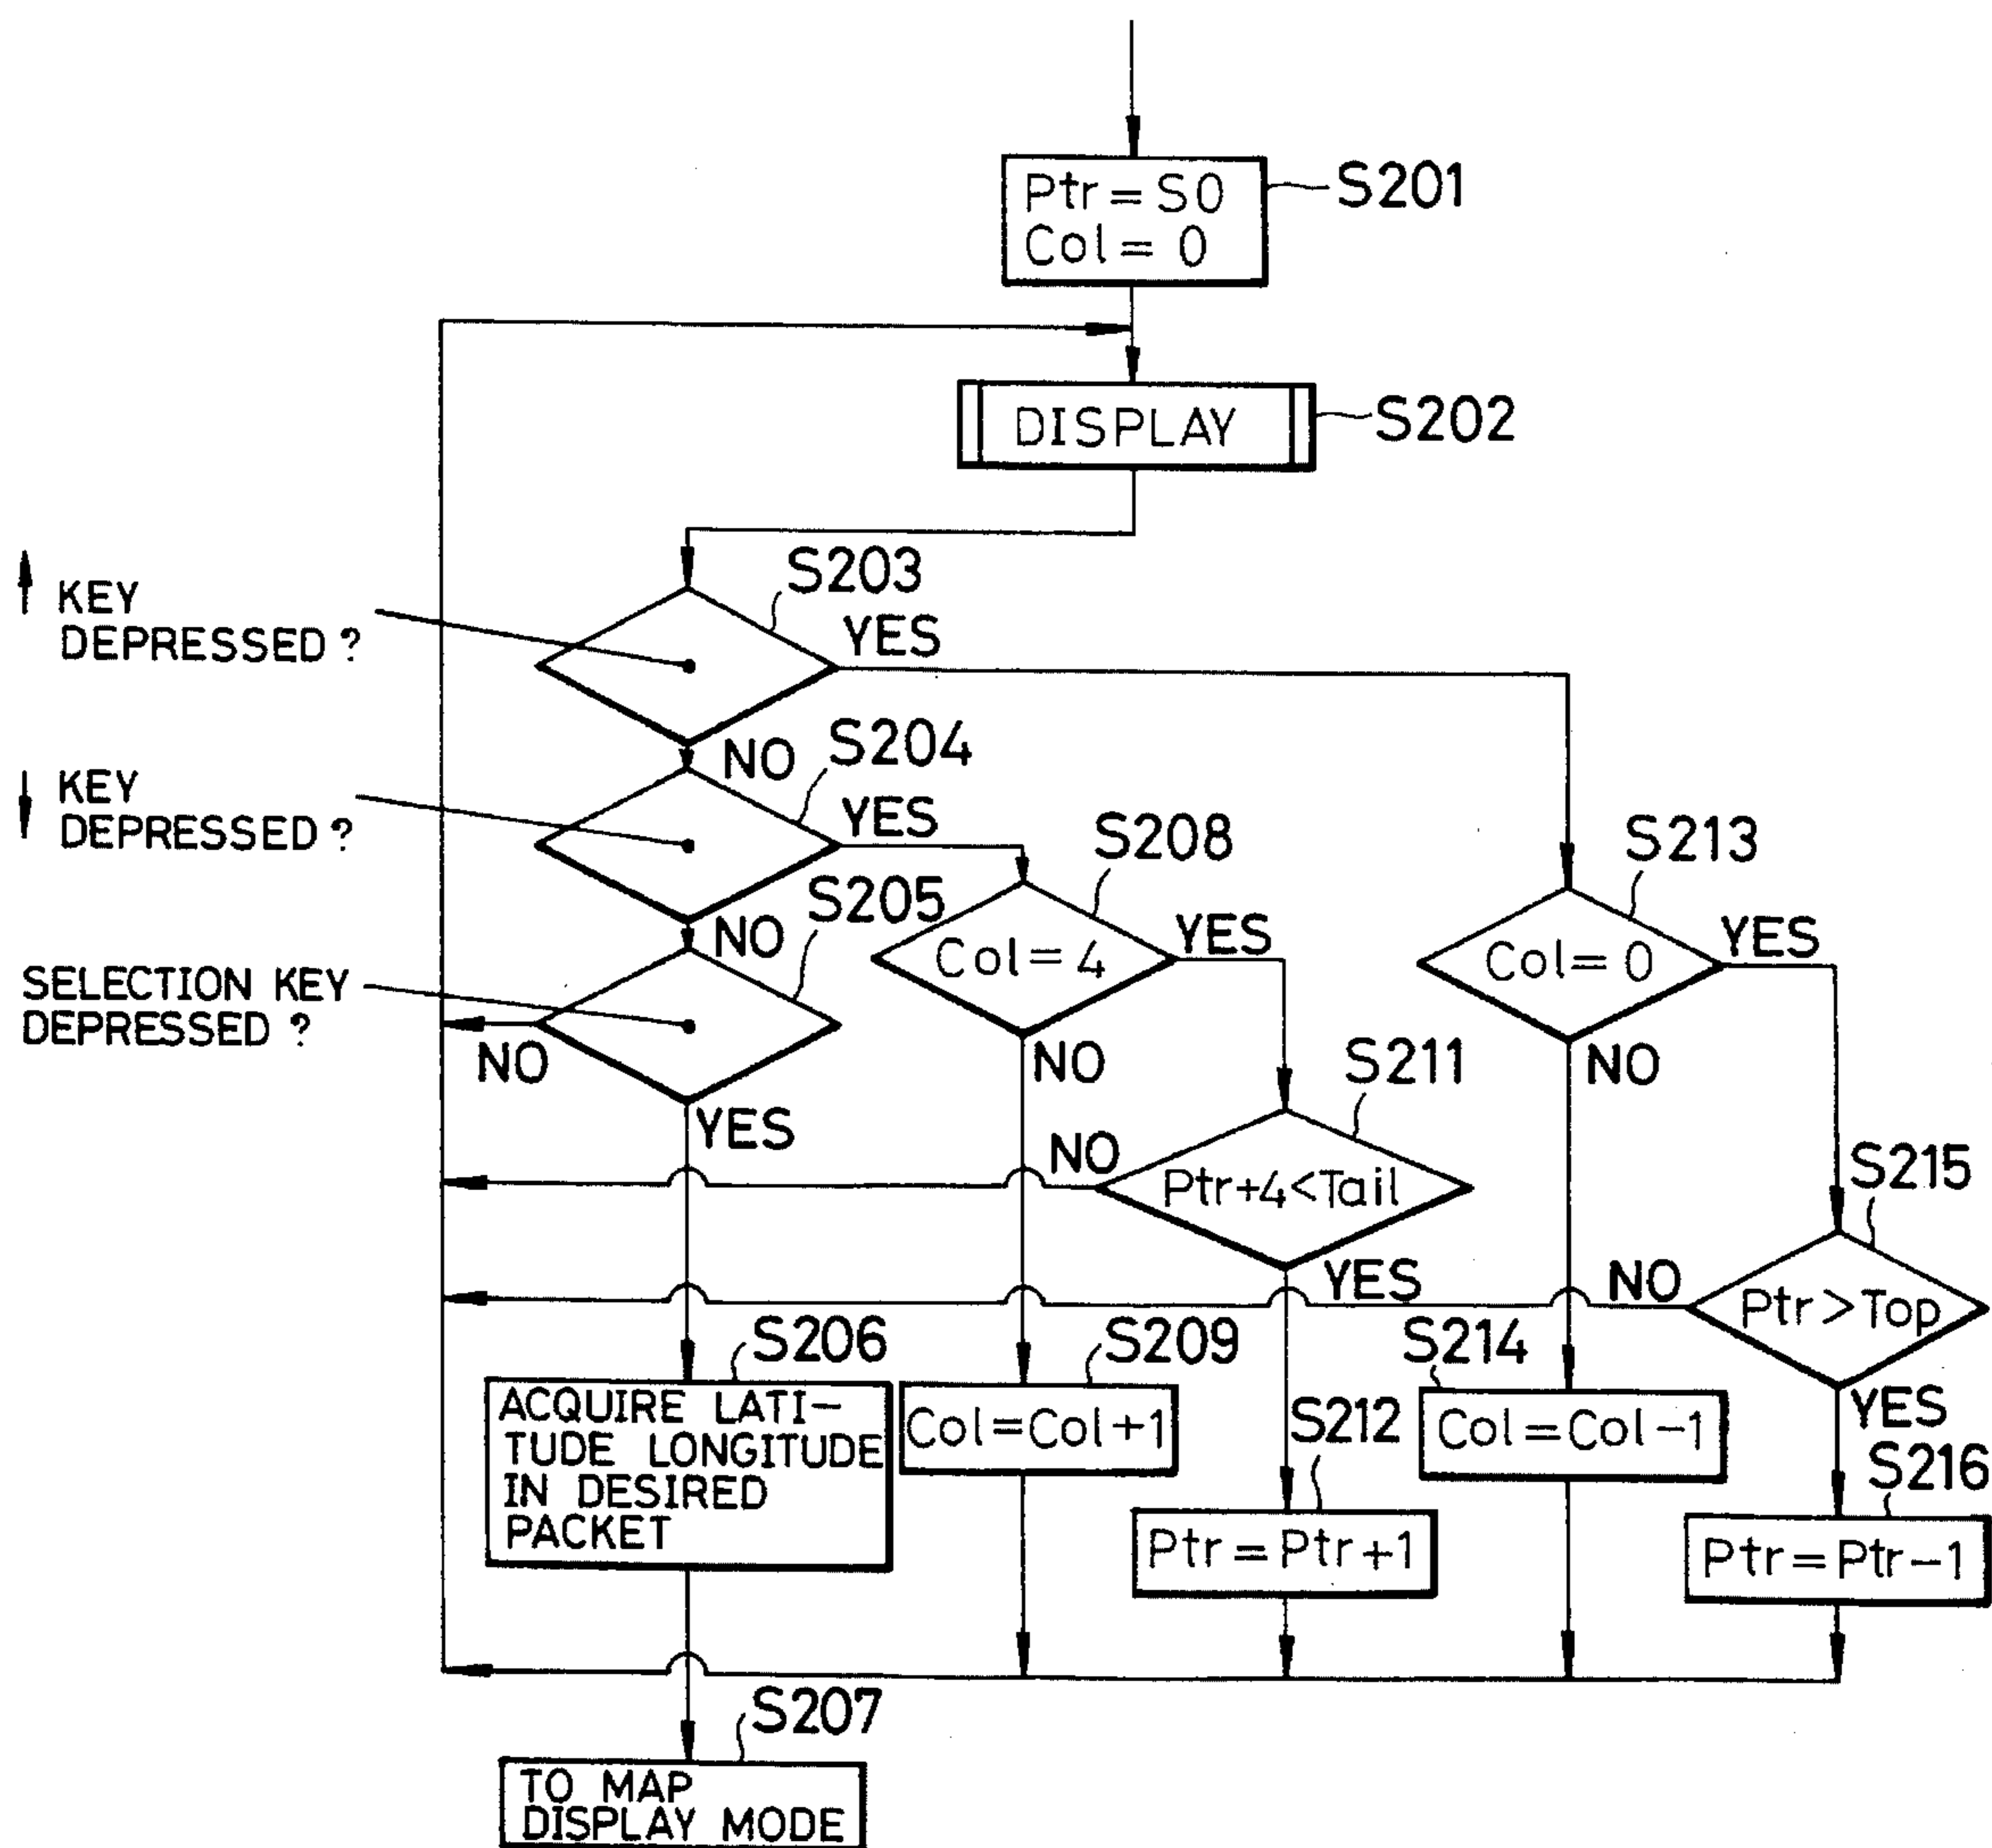 Ptr = S0
Col = 0
S201
DISPLAY
S202
↑ KEY
DEPRESSED ?
S203
YES
NO
↓ KEY
DEPRESSED ?
S204
YES
NO
SELECTION KEY
DEPRESSED ?
S205
NO
YES
S208
Col = 4
YES
NO
S213
Col = 0
YES
NO
S211
Ptr+4<Tail
NO
YES
S215
Ptr>Top
NO
YES
S206
ACQUIRE LATI-
TUDE LONGITUDE
IN DESIRED
PACKET
S209
Col=Col+1
S212
Ptr=Ptr+1
S214
Col=Col-1
S216
Ptr=Ptr-1
S207
TO MAP
DISPLAY MODE